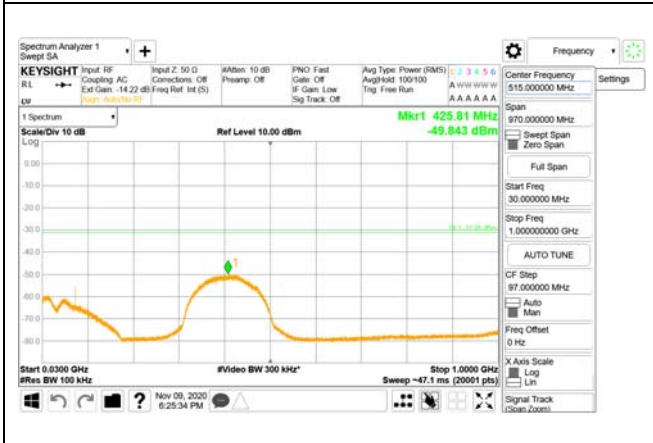 Spectrum Analyzer 1
Swept SA
+
Frequency
KEYSIGHT
RL
Input: RF
Coupling: AC
Ext Gain: -14.22 dB
Align: Auto/No RF
Input Z: 50 Ω
Corrections: Off
Freq Ref: Int (S)
#Atten: 10 dB
Preamp: Off
PNO: Fast
Gate: Off
IF Gain: Low
Sig Track: Off
Avg Type: Power (RMS)
Avg|Hold: 100/100
Trig: Free Run
1 2 3 4 5 6
A W W W W W
A A A A A A
1 Spectrum
Scale/Div 10 dB
Ref Level 10.00 dBm
Mkr1 425.81 MHz
-49.843 dBm
Log
0.00
-10.0
-20.0
-30.0
-40.0
-50.0
-60.0
-70.0
-80.0
1
Start 0.0300 GHz
#Res BW 100 kHz
#Video BW 300 kHz*
Stop 1.0000 GHz
Sweep ~47.1 ms (20001 pts)
Nov 09, 2020
6:25:34 PM
?
Center Frequency
515.000000 MHz
Settings
Span
970.000000 MHz
Swept Span
Zero Span
Full Span
Start Freq
30.000000 MHz
Stop Freq
1.000000000 GHz
AUTO TUNE
CF Step
97.000000 MHz
Auto
Man
Freq Offset
0 Hz
X Axis Scale
Log
Lin
Signal Track
(Span Zoom)